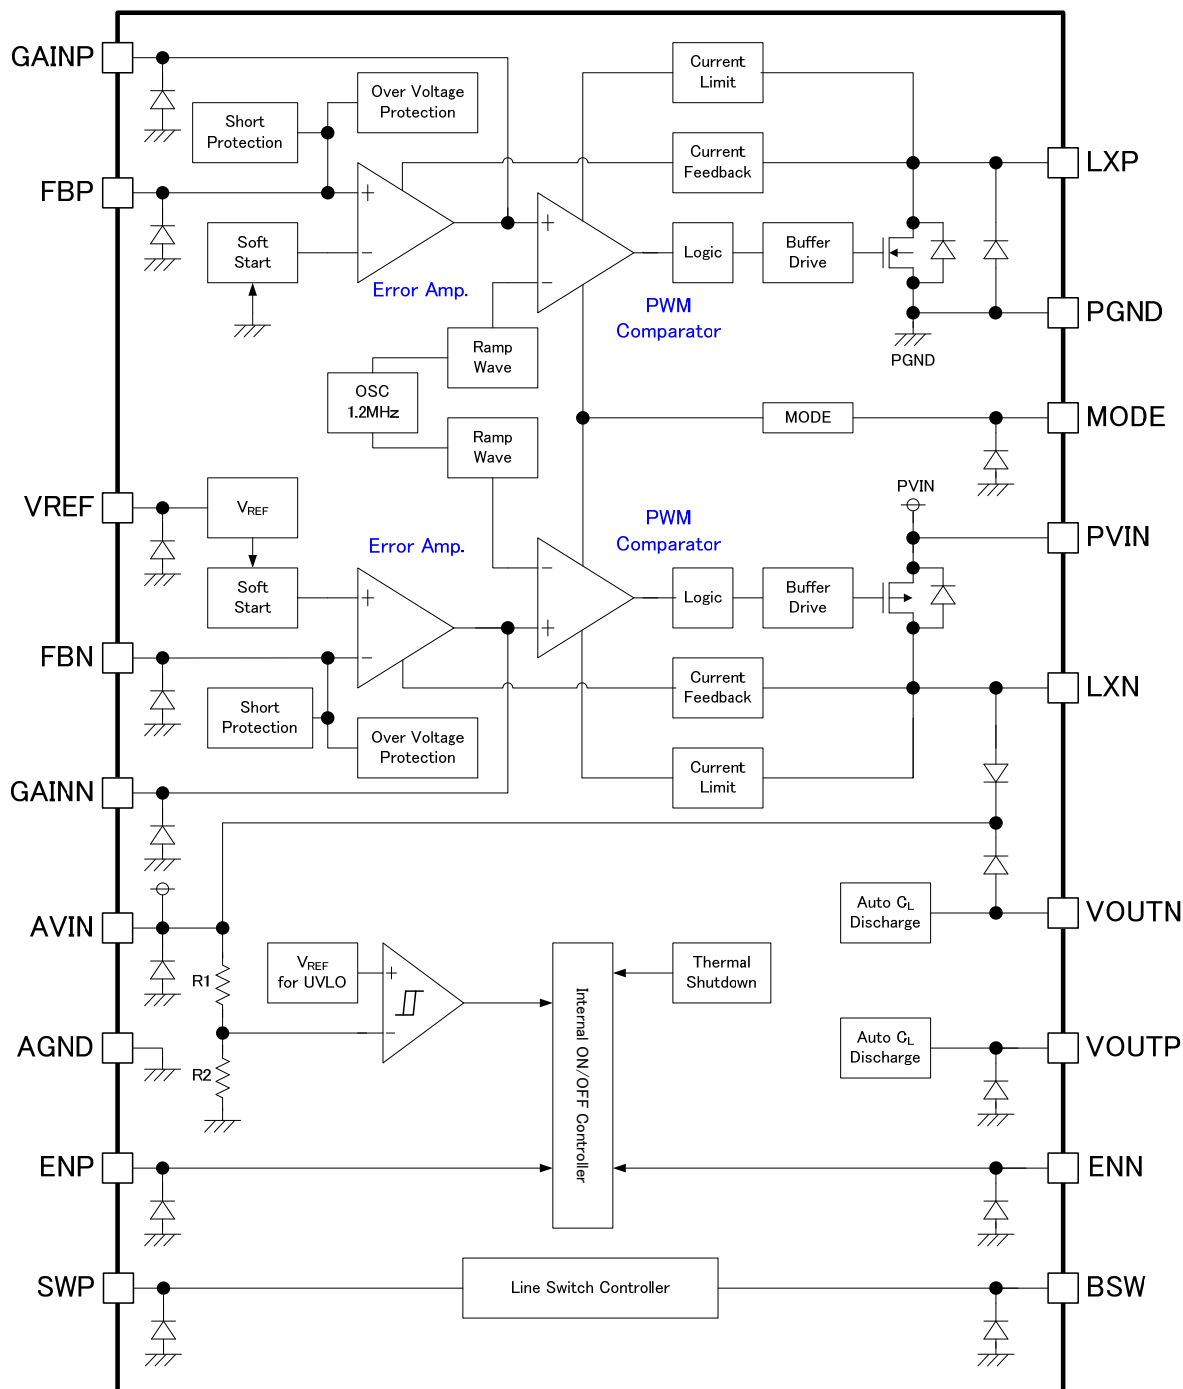 GAINP
Current
Limit
Over Voltage
Protection
Short
Protection
Current
Feedback
LXP
FBP
+
+
Soft
Start
−
Logic
Buffer
Drive
Error Amp.
−
PWM
Comparator
PGND
PGND
Ramp
Wave
OSC
1.2MHz
MODE
MODE
Ramp
Wave
PVIN
VREF
VREF
PWM
Comparator
PVIN
Error Amp.
−
Soft
Start
+
Logic
Buffer
Drive
+
FBN
−
Current
Feedback
LXN
Short
Protection
Over Voltage
Protection
Current
Limit
GAINN
Auto CL
Discharge
VOUTN
AVIN
VREF
for UVLO
+
Thermal
Shutdown
R1
Internal ON/OFF Controller
−
AGND
Auto CL
Discharge
VOUTP
R2
ENP
ENN
SWP
Line Switch Controller
BSW